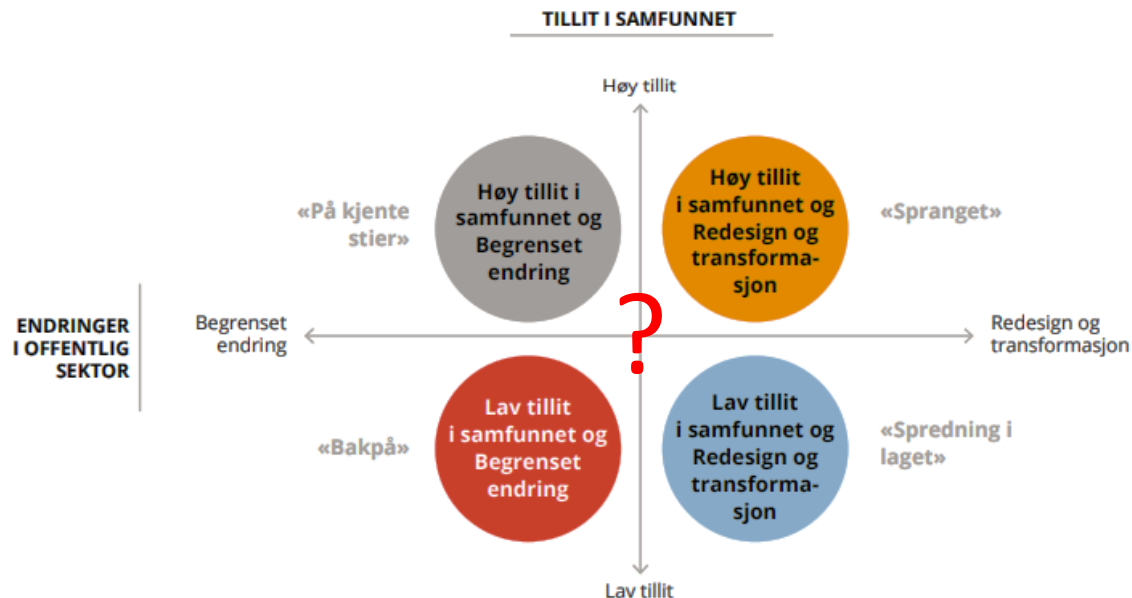 TILLIT I SAMFUNNET
Høy tillit
«På kjente
stier»
Høy tillit i
samfunnet og
Begrenset
endring
Høy tillit
i samfunnet og
Redesign og
transforma-
sjon
«Spranget»
ENDRINGER
I OFFENTLIG
SEKTOR
Begrenset
endring
?
Redesign og
transformasjon
«Bakpå»
Lav tillit
i samfunnet og
Begrenset
endring
Lav tillit
i samfunnet og
Redesign og
transforma-
sjon
«Spredning i
laget»
Lav tillit